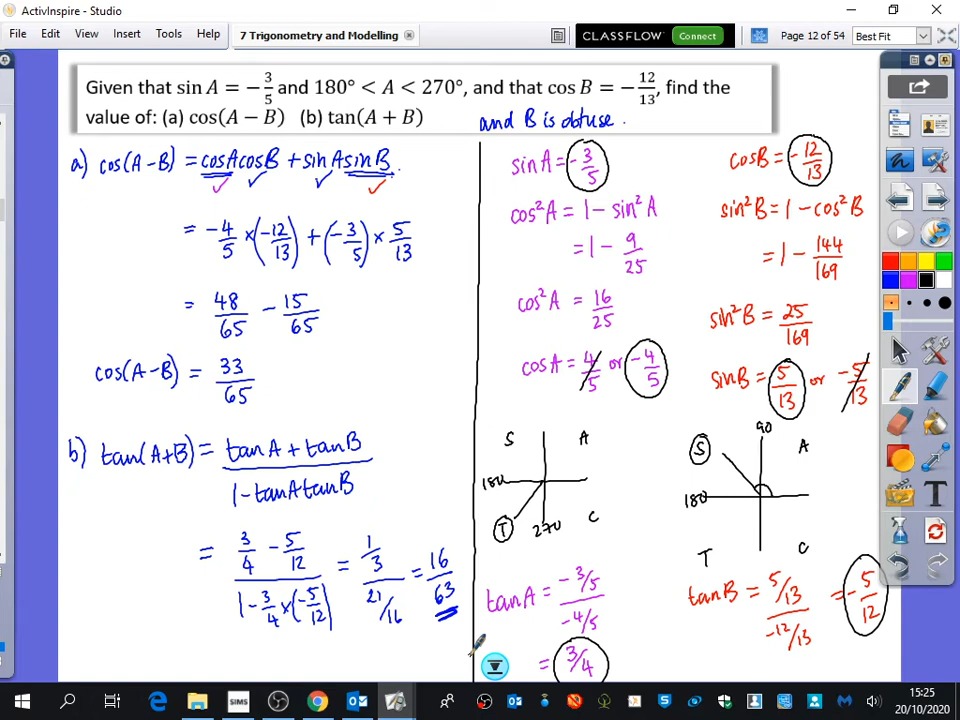 ActivInspire - Studio
File Edit View Insert Tools Help
7 Trigonometry and Modelling
CLASSFLOW Connect
Page 12 of 54
Best Fit
Given that sin A = −3/5 and 180° < A < 270°, and that cos B = −12/13, find the
value of: (a) cos(A − B) (b) tan(A + B)
and B is obtuse.
a) cos(A-B) = cosAcosB + sinAsinB.
= -4/5 × (-12/13) + (-3/5) × 5/13
= 48/65 - 15/65
cos(A-B) = 33/65
b) tan(A+B) = (tanA + tanB)/(1-tanAtanB)
= (3/4 - 5/12)/(1-3/4×(-5/12)) = (1/3)/(21/16) = 16/63
sinA = -3/5
cos²A = 1 - sin²A
= 1 - 9/25
cos²A = 16/25
cosA = 4/5 or -4/5
S A
180
T 270 C
tanA = (-3/5)/(-4/5)
= 3/4
cosB = -12/13
sin²B = 1 - cos²B
= 1 - 144/169
sin²B = 25/169
sinB = 5/13 or -5/13
90
S A
180
T C
tanB = (5/13)/(-12/13) = -5/12
SIMS
15:25
20/10/2020